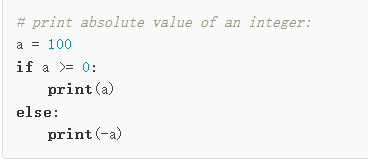 # print absolute value of an integer:
a = 100
if a >= 0:
    print(a)
else:
    print(-a)